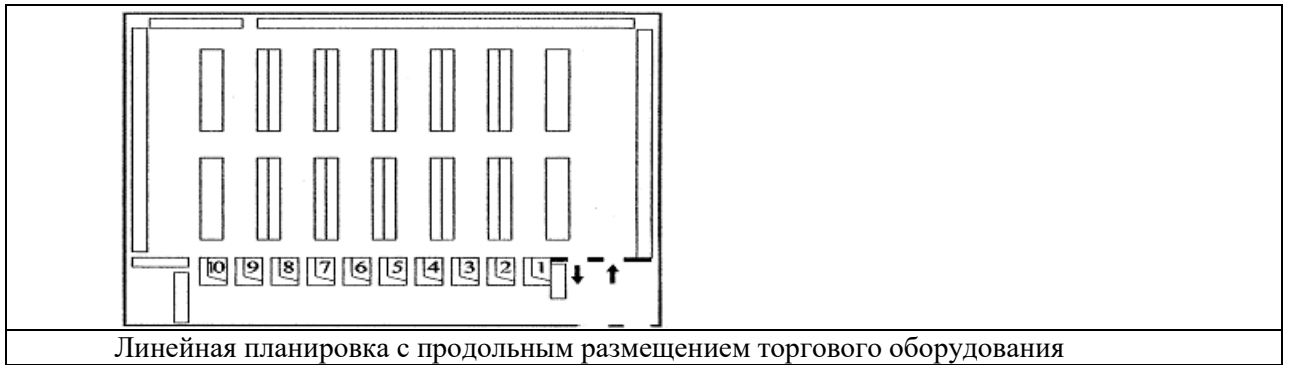 10 9 8 7 6 5 4 3 2 1
Линейная планировка с продольным размещением торгового оборудования